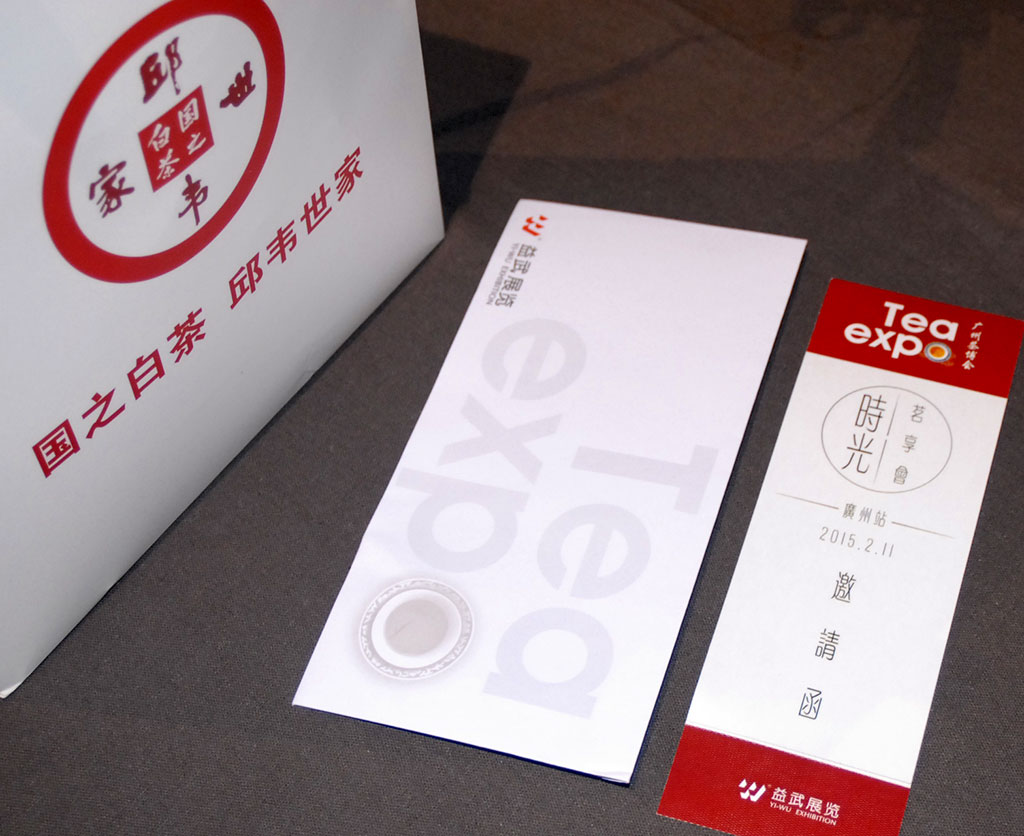 邱
世
家
韦
国之
白茶
国之白茶 邱韦世家
益武展览
YI-WU EXHIBITION
Tea
expo
Tea
expo
广州茶博会
時光
茗享會
廣州站
2015.2.11
邀
請
函
益武展览
YI-WU EXHIBITION